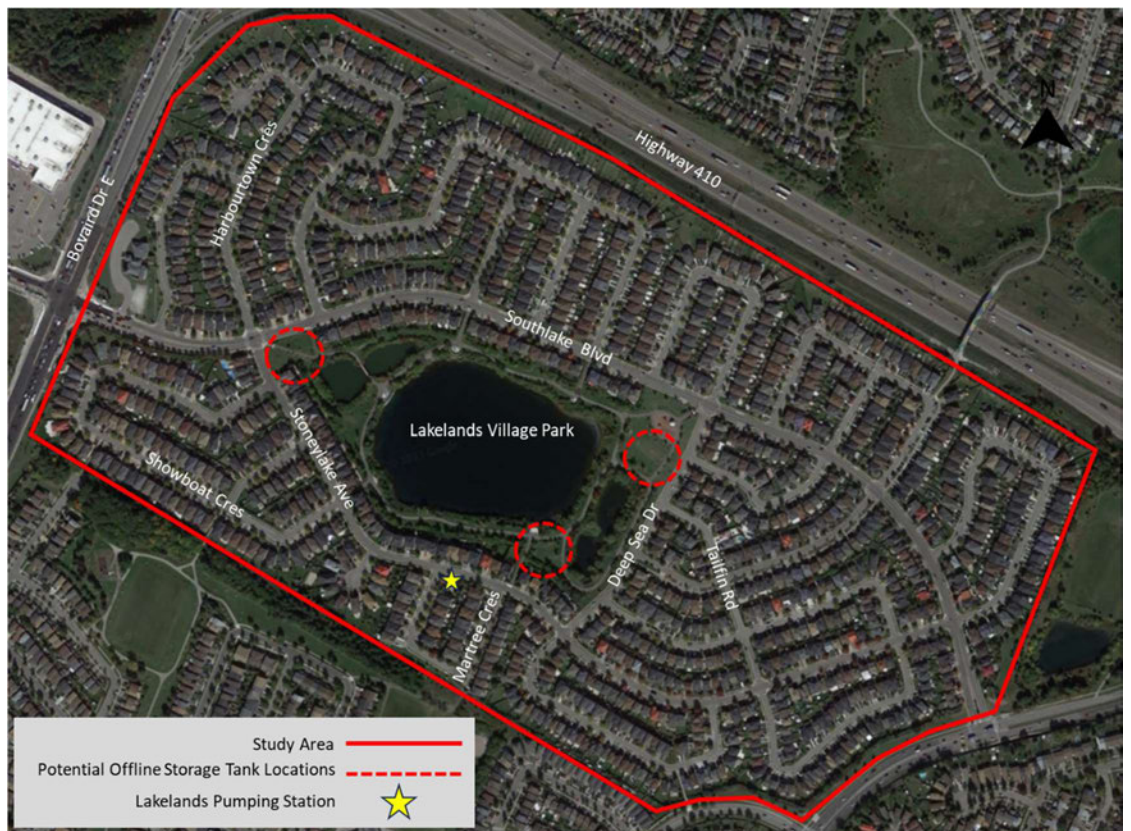 N
Highway 410
Harbourtown Cres
Bovaird Dr E
Southlake Blvd
Lakelands Village Park
Stoneylake Ave
Showboat Cres
Deep Sea Dr
Tailfin Rd
Martree Cres
Study Area
Potential Offline Storage Tank Locations
Lakelands Pumping Station